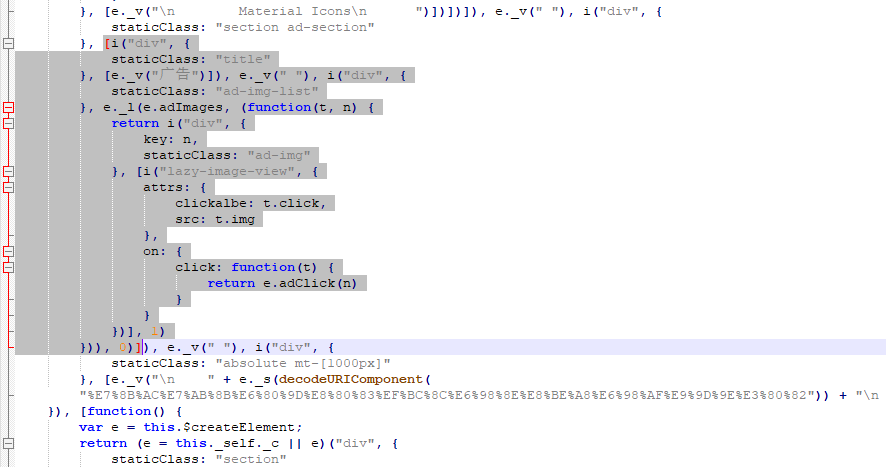 }, [e._v("\n        Material Icons\n      ")])])]), e._v(" "), i("div", {
    staticClass: "section ad-section"
}, [i("div", {
    staticClass: "title"
}, [e._v("广告")]), e._v(" "), i("div", {
    staticClass: "ad-img-list"
}, e._l(e.adImages, (function(t, n) {
    return i("div", {
        key: n,
        staticClass: "ad-img"
    }, [i("lazy-image-view", {
        attrs: {
            clickalbe: t.click,
            src: t.img
        },
        on: {
            click: function(t) {
                return e.adClick(n)
            }
        }
    })], 1)
})), 0)]), e._v(" "), i("div", {
    staticClass: "absolute mt-[1000px]"
}, [e._v("\n    " + e._s(decodeURIComponent(
"%E7%8B%AC%E7%AB%8B%E6%80%9D%E8%80%83%EF%BC%8C%E6%98%8E%E8%BE%A8%E6%98%AF%E9%9D%9E%E3%80%82")) + "\n
}), [function() {
    var e = this.$createElement;
    return (e = this._self._c || e)("div", {
        staticClass: "section"